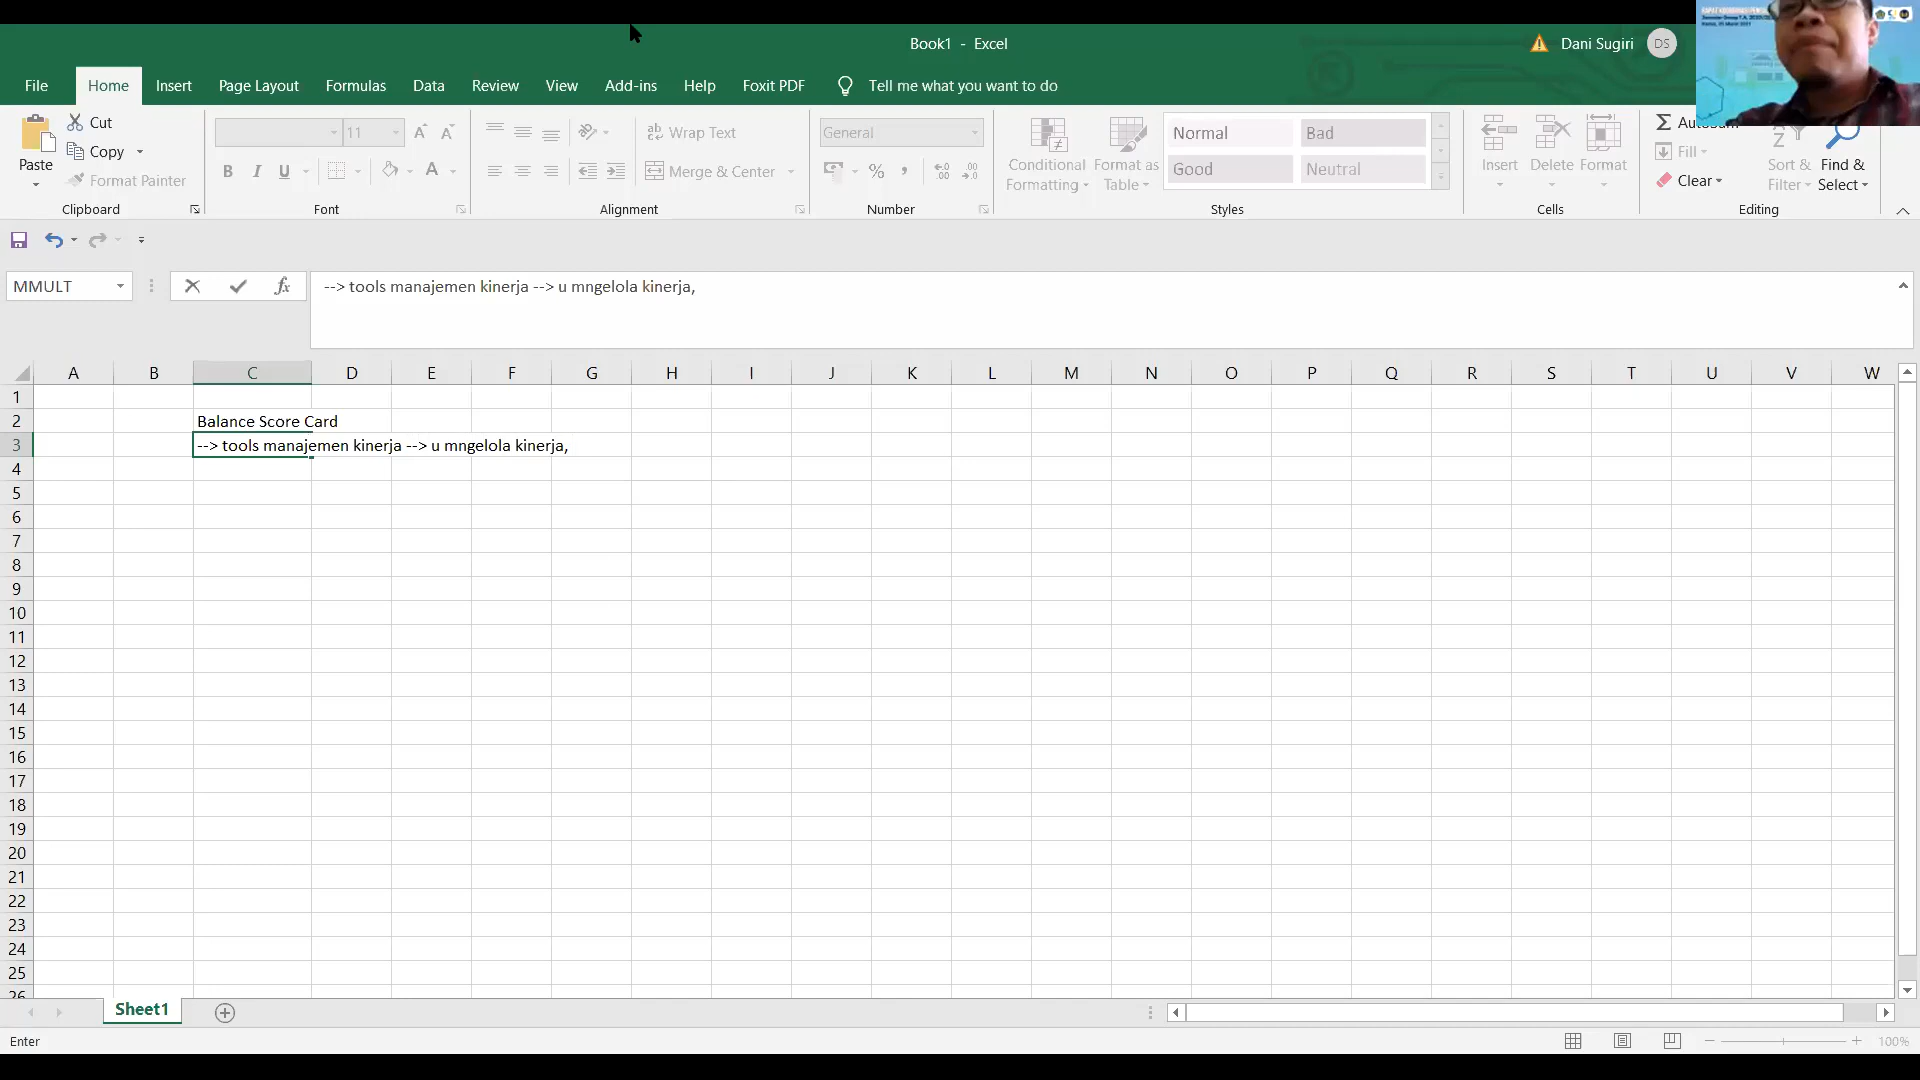 Book1 - Excel
Dani Sugiri
DS
File
Home
Insert
Page Layout
Formulas
Data
Review
View
Add-ins
Help
Foxit PDF
Tell me what you want to do
Paste
Cut
Copy
Format Painter
Clipboard
11
A
A
B
I
U
A
Font
ab Wrap Text
Merge & Center
Alignment
General
%
Number
Conditional Formatting
Format as Table
Normal
Bad
Good
Neutral
Styles
Insert
Delete
Format
Cells
Fill
Clear
Sort & Filter
Find & Select
Editing
MMULT
fx
--> tools manajemen kinerja --> u mngelola kinerja,
A B C D E F G H I J K L M N O P Q R S T U V W
1
2 Balance Score Card
3 --> tools manajemen kinerja --> u mngelola kinerja,
4
5
6
7
8
9
10
11
12
13
14
15
16
17
18
19
20
21
22
23
24
25
26
Sheet1
Enter
100%